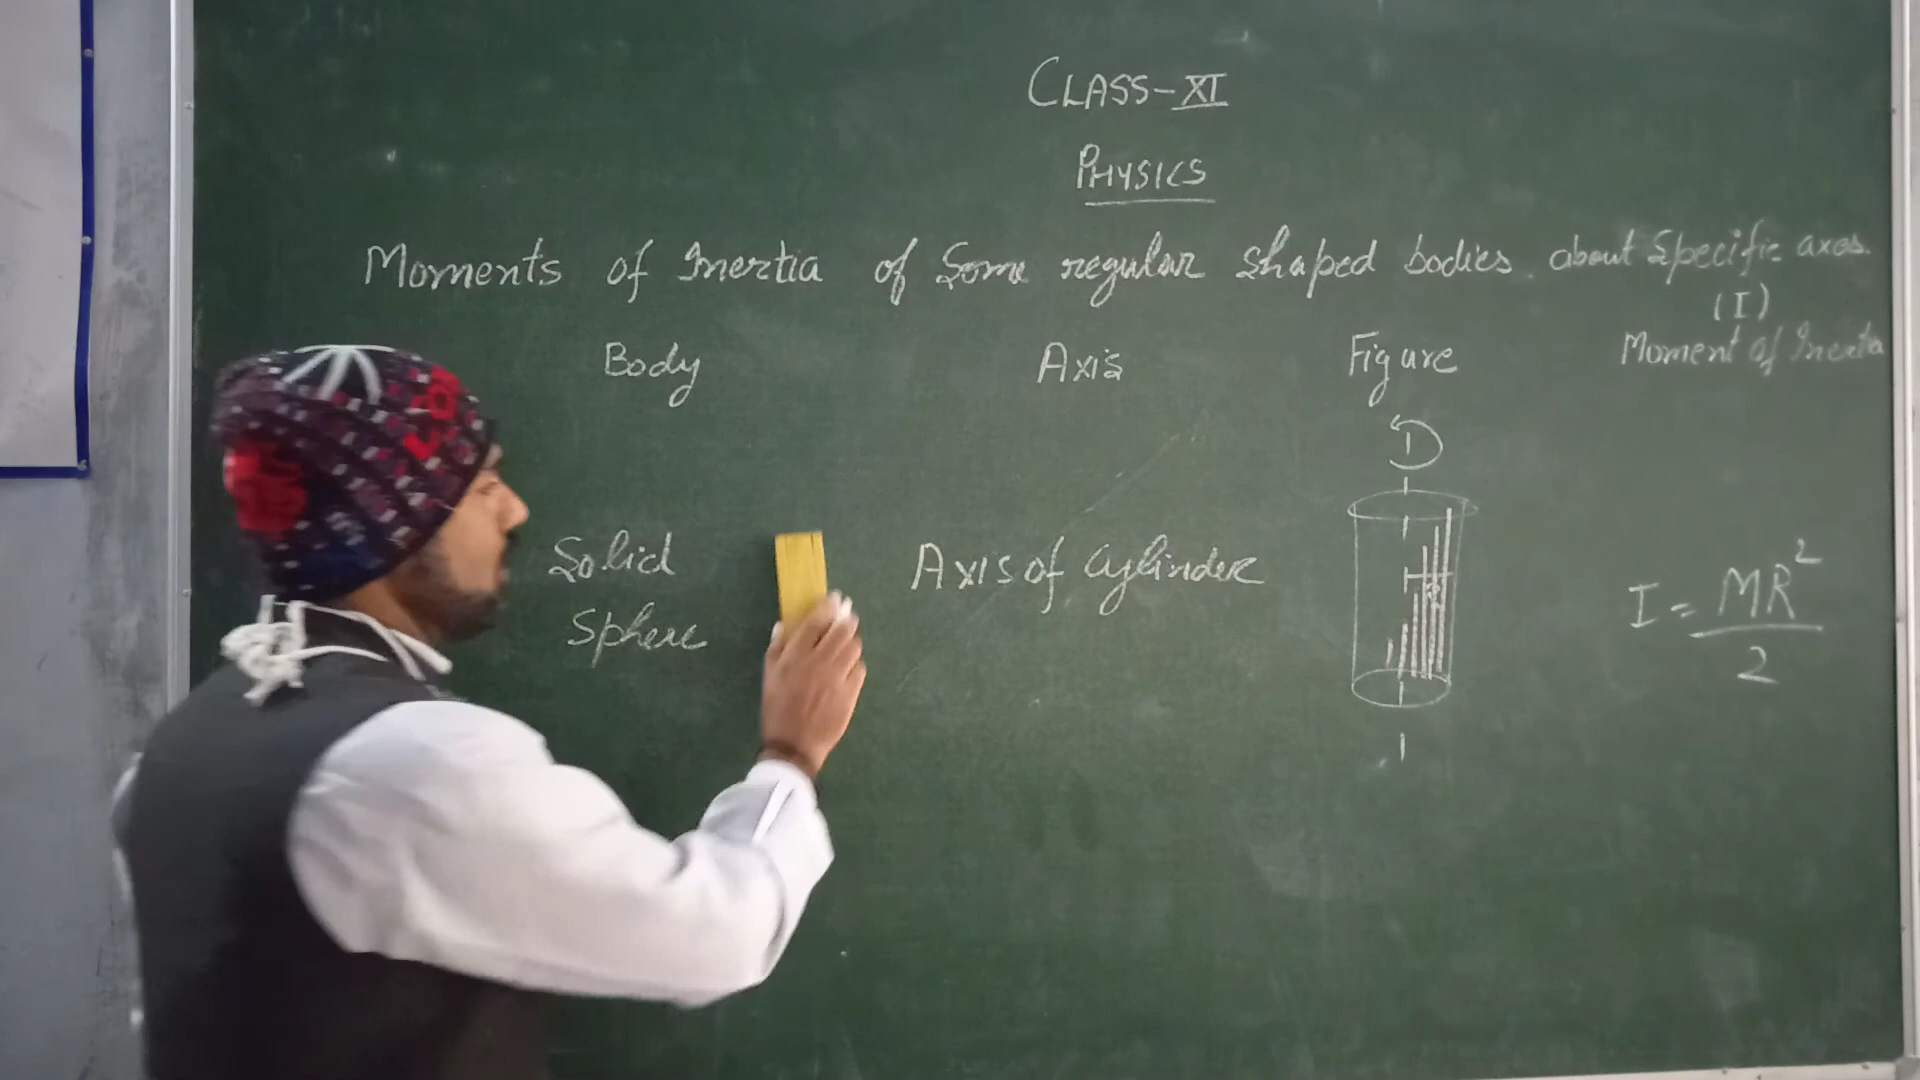 CLASS-XI
PHYSICS
Moments of Inertia of Some regular shaped bodies about Specific axes.
(I)
Body Axis Figure Moment of Inertia
Solid
Sphere
Axis of Cylinder
R
I = MR²/2